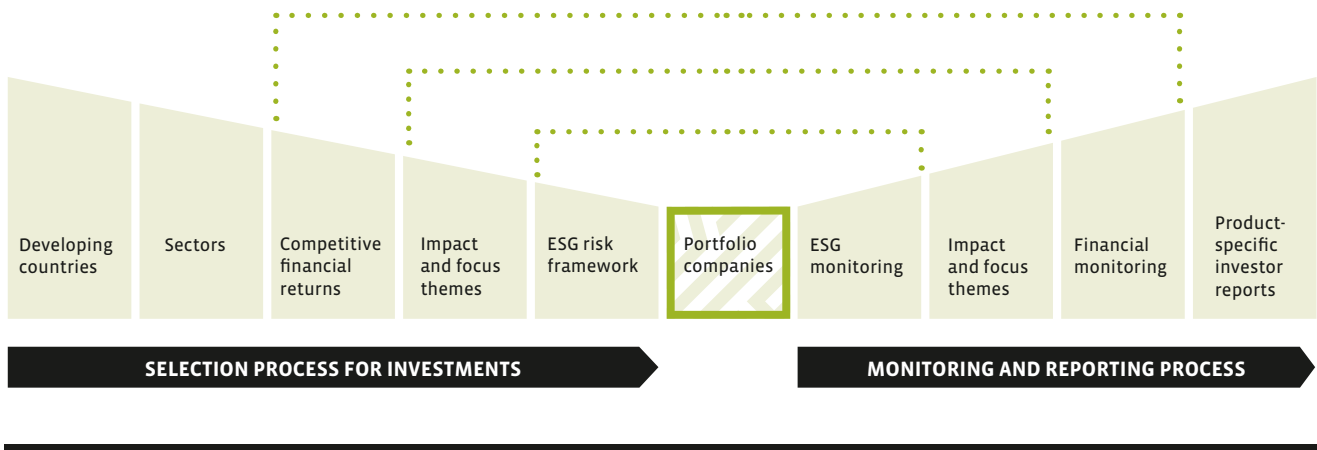 Developing
countries
Sectors
Competitive
financial
returns
Impact
and focus
themes
ESG risk
framework
Portfolio
companies
ESG
monitoring
Impact
and focus
themes
Financial
monitoring
Product-
specific
investor
reports
SELECTION PROCESS FOR INVESTMENTS
MONITORING AND REPORTING PROCESS